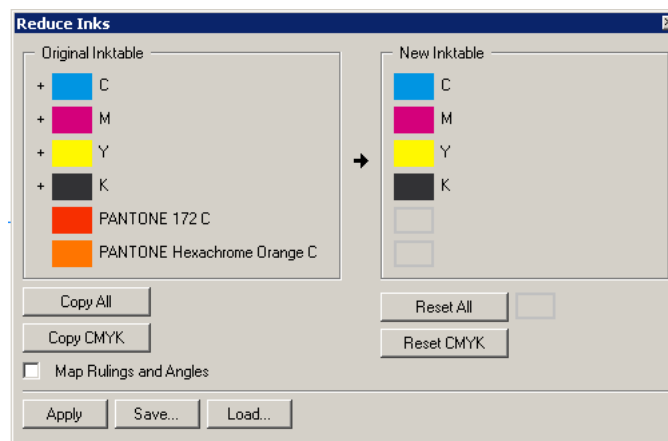 Reduce Inks
Original Inktable
+ C
+ M
+ Y
+ K
PANTONE 172 C
PANTONE Hexachrome Orange C
New Inktable
C
M
Y
K
Copy All
Copy CMYK
Reset All
Reset CMYK
Map Rulings and Angles
Apply
Save...
Load...